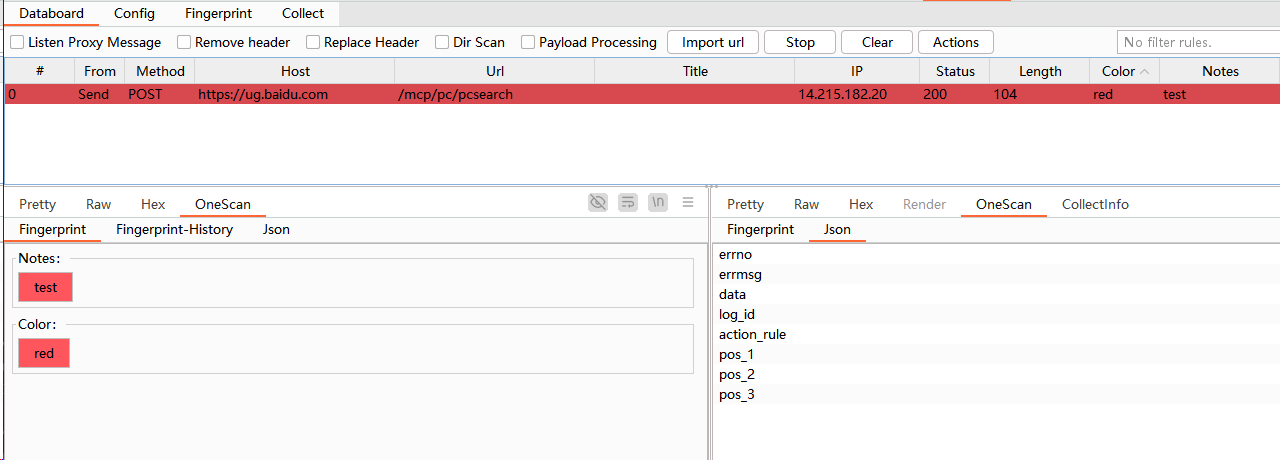 Databoard Config Fingerprint Collect
Listen Proxy Message Remove header Replace Header Dir Scan Payload Processing Import url Stop Clear Actions No filter rules.
# From Method Host Url Title IP Status Length Color Notes
0 Send POST https://ug.baidu.com /mcp/pc/pcsearch 14.215.182.20 200 104 red test
Pretty Raw Hex OneScan \n
Fingerprint Fingerprint-History Json
Notes:
test
Color:
red
Pretty Raw Hex Render OneScan CollectInfo
Fingerprint Json
errno
errmsg
data
log_id
action_rule
pos_1
pos_2
pos_3